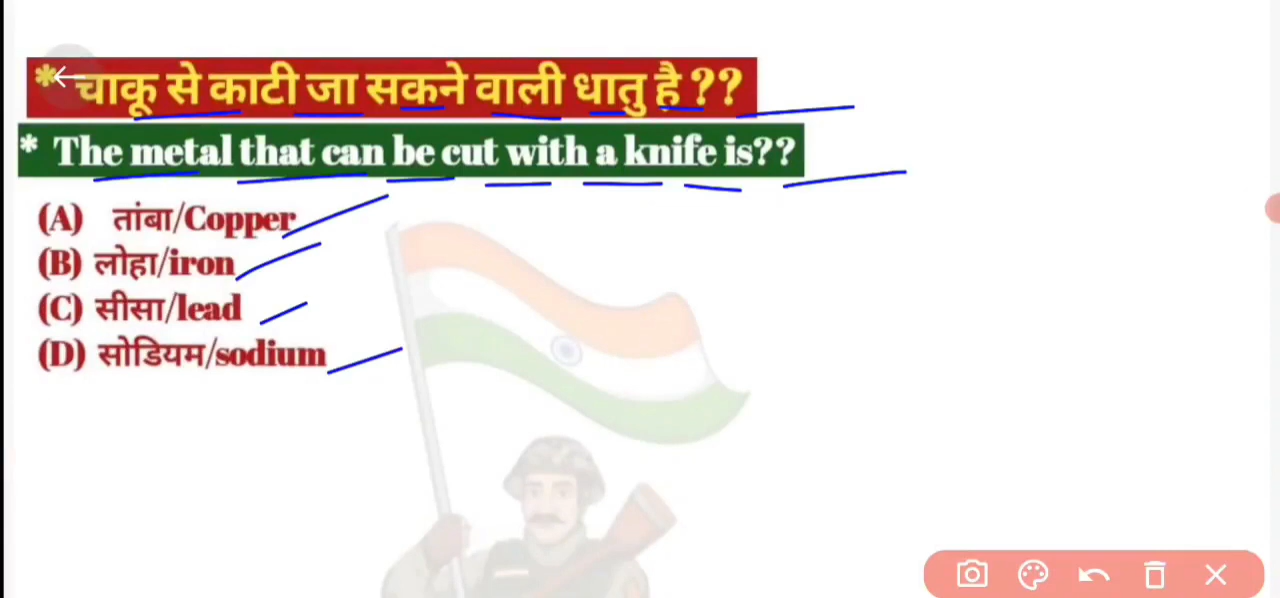 * चाकू से काटी जा सकने वाली धातु है ??
* The metal that can be cut with a knife is??
(A) तांबा/Copper
(B) लोहा/iron
(C) सीसा/lead
(D) सोडियम/sodium